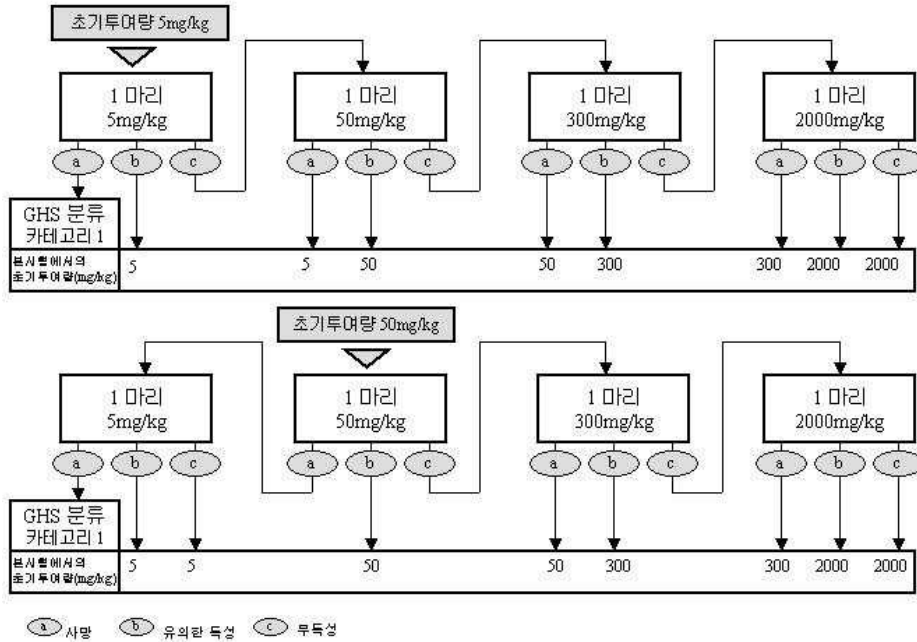 초기투여량 5mg/kg
1 마리 1 마리 1 마리 1 마리
5mg/kg 50mg/kg 300mg/kg 2000mg/kg
a b c a b c a b c a b c
GHS 분류
카테고리 1
본시험에서의
초기투여량(mg/kg)
5 5 50 50 300 300 2000 2000
초기투여량 50mg/kg
1 마리 1 마리 1 마리 1 마리
5mg/kg 50mg/kg 300mg/kg 2000mg/kg
a b c a b c a b c a b c
GHS 분류
카테고리 1
본시험에서의
초기투여량(mg/kg)
5 5 50 50 300 300 2000 2000
a 사망 b 유의한 독성 c 무독성